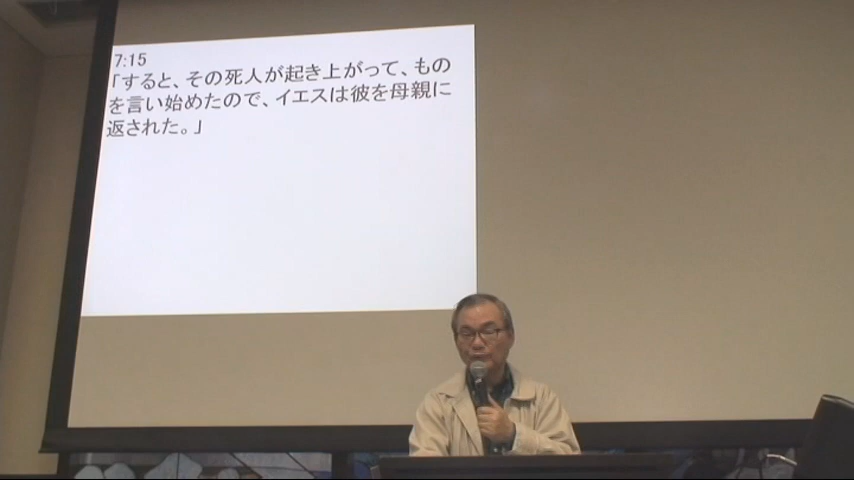 7:15
「すると、その死人が起き上がって、もの
を言い始めたので、イエスは彼を母親に
返された。」